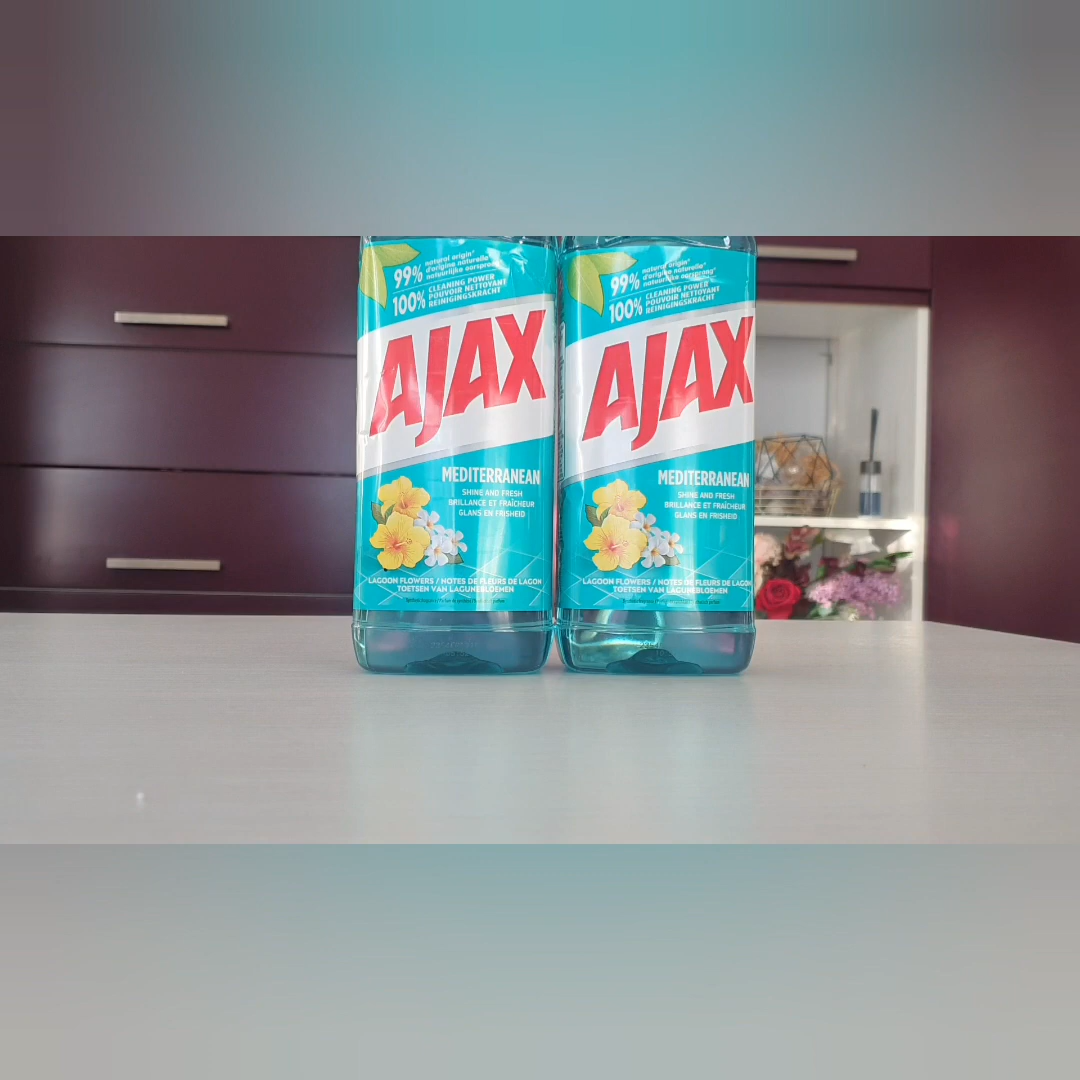 99% natural origin*
d'origine naturelle*
natuurlijke oorsprong*
100% CLEANING POWER
POUVOIR NETTOYANT
REINIGINGSKRACHT
AJAX
MEDITERRANEAN
SHINE AND FRESH
BRILLANCE ET FRAÎCHEUR
GLANS EN FRISHEID
LAGOON FLOWERS / NOTES DE FLEURS DE LAGON
TOETSEN VAN LAGUNEBLOEMEN
99% natural origin*
d'origine naturelle*
natuurlijke oorsprong*
100% CLEANING POWER
POUVOIR NETTOYANT
REINIGINGSKRACHT
AJAX
MEDITERRANEAN
SHINE AND FRESH
BRILLANCE ET FRAÎCHEUR
GLANS EN FRISHEID
LAGOON FLOWERS / NOTES DE FLEURS DE LAGON
TOETSEN VAN LAGUNEBLOEMEN